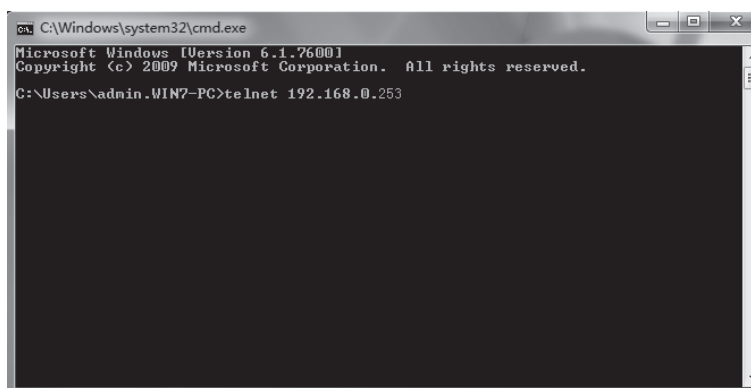 C:\Windows\system32\cmd.exe
Microsoft Windows [Version 6.1.7600]
Copyright (c) 2009 Microsoft Corporation.  All rights reserved.
C:\Users\admin.WIN7-PC>telnet 192.168.0.253